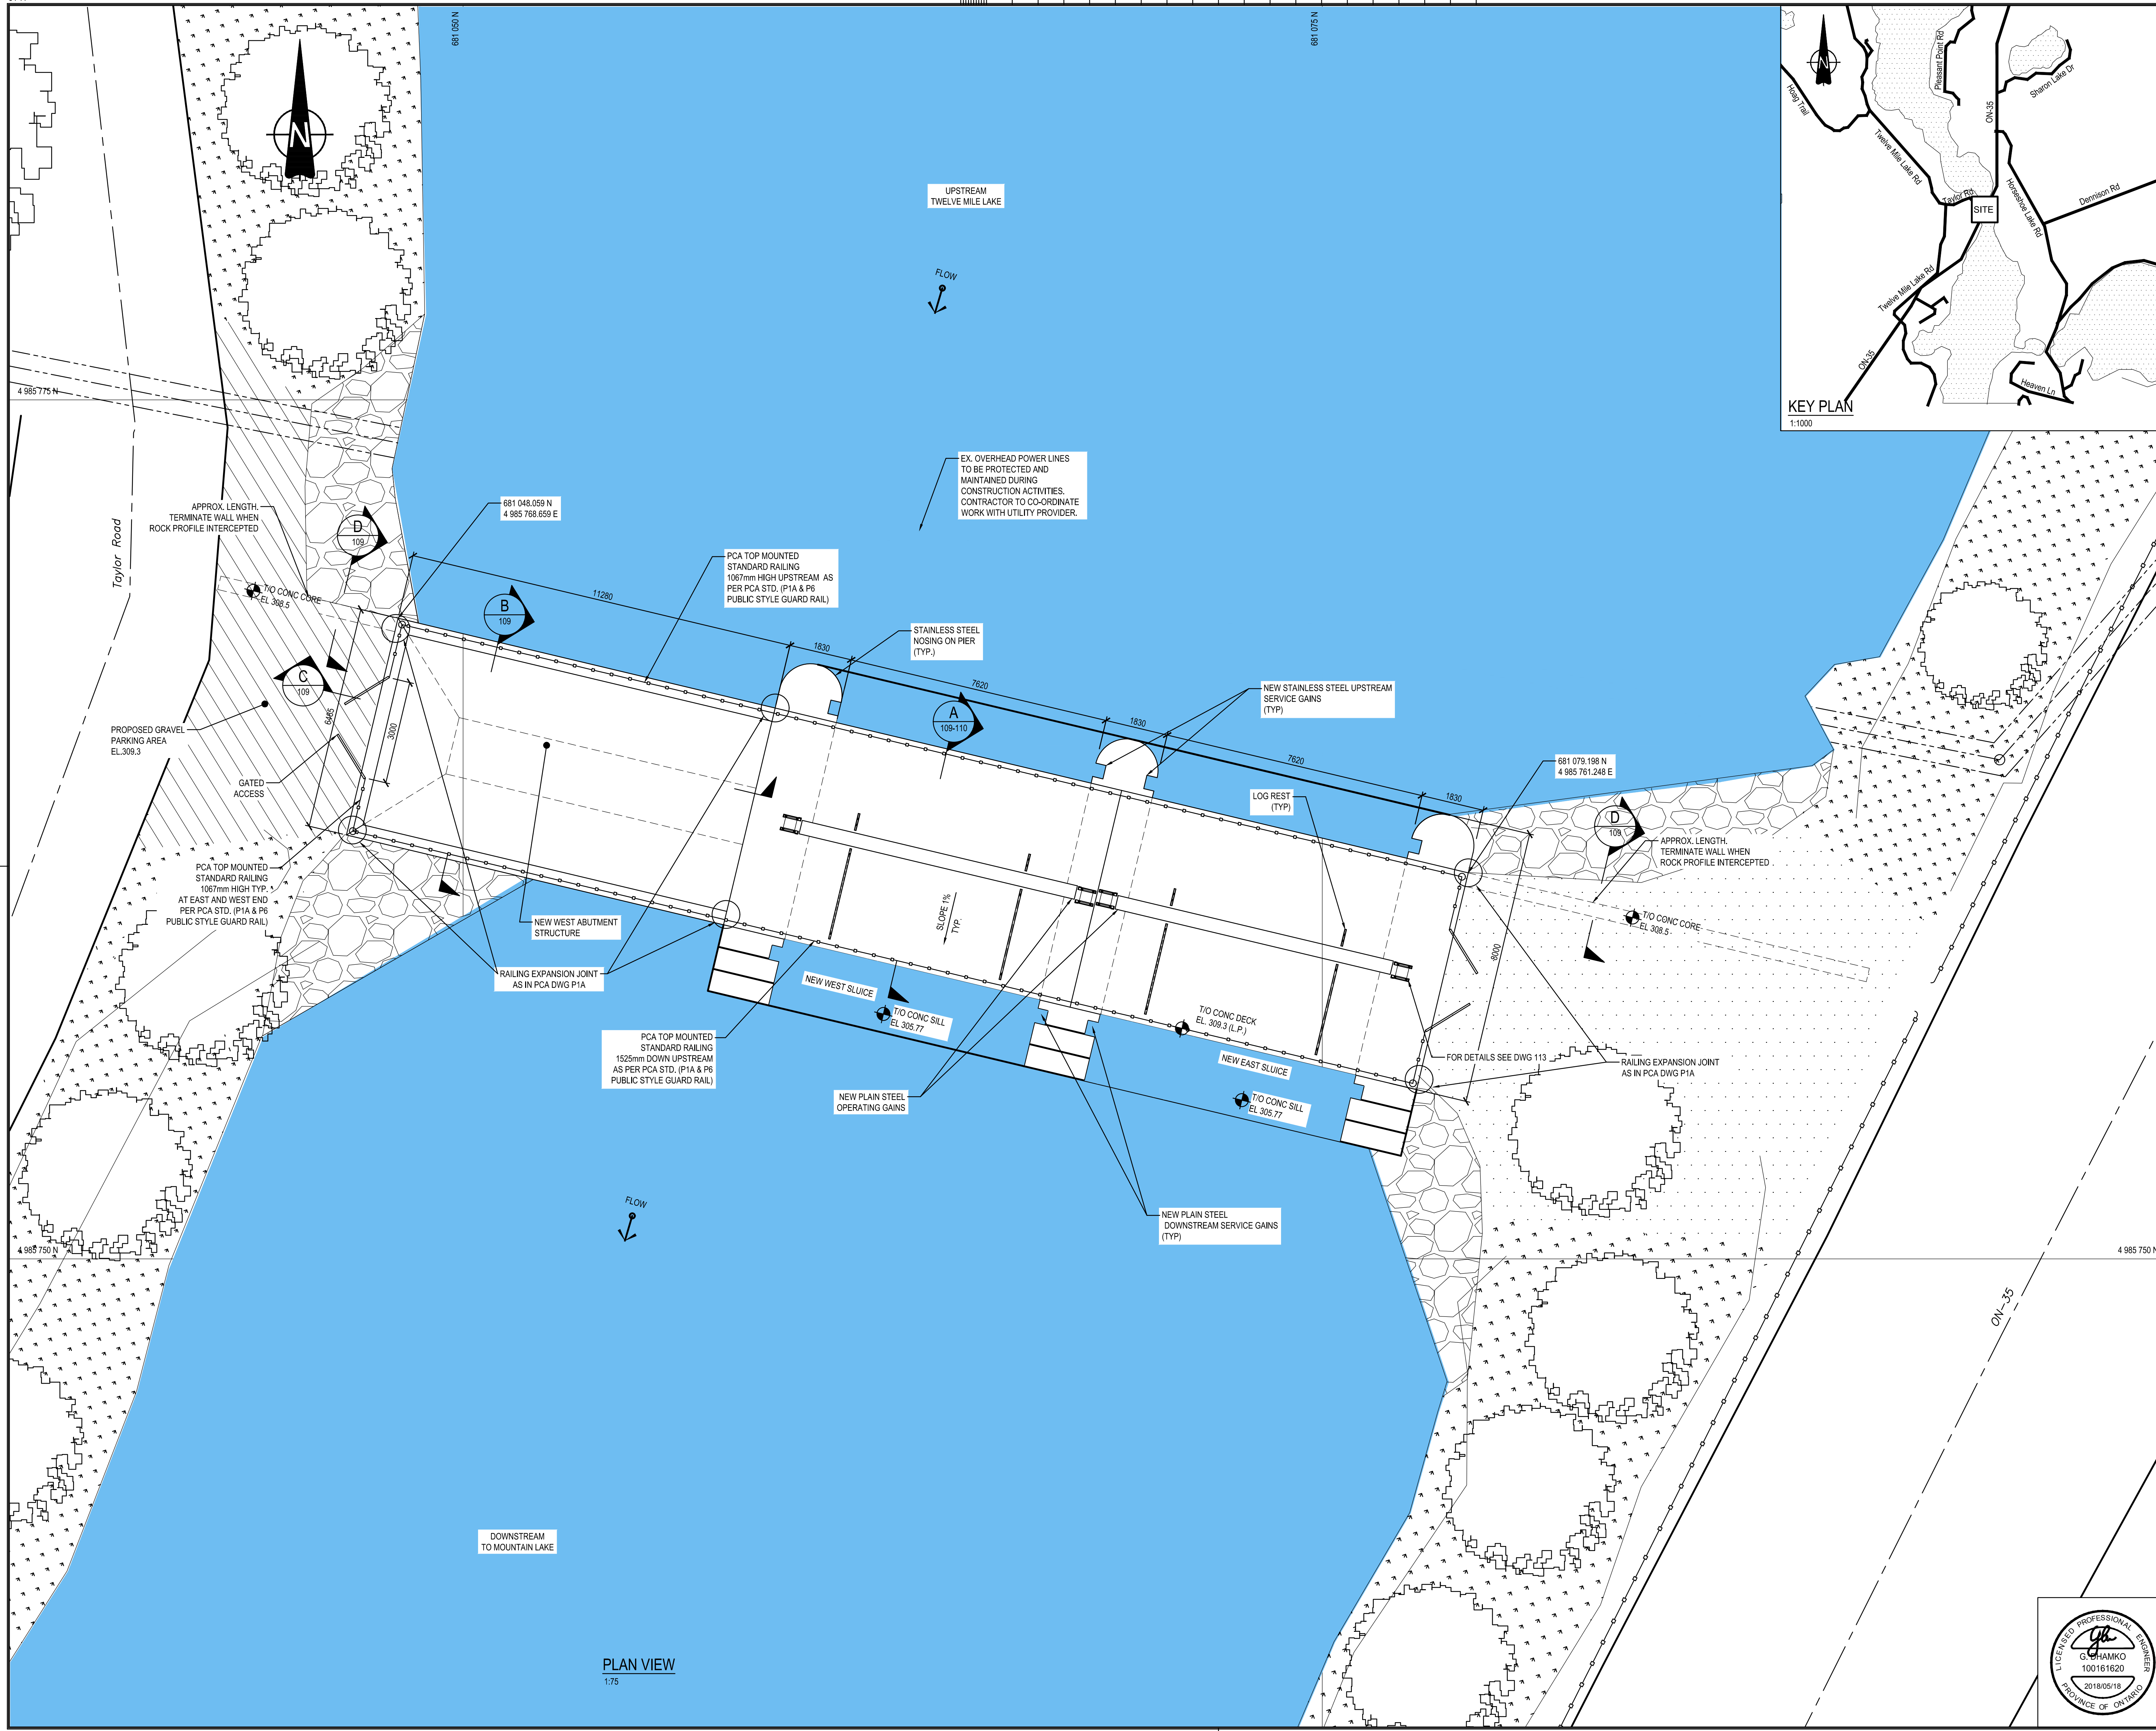 681 050 N
681 075 N
N
UPSTREAM
TWELVE MILE LAKE
FLOW
N
Hoag Trail
Pleasant Point Rd
Sharon Lake Dr
ON-35
Twelve Mile Lake Rd
Taylor Rd
SITE
Horseshoe Lake Rd
Dennison Rd
Twelve Mile Lake Rd
ON-35
Heaven Ln
KEY PLAN
1:1000
4 985 775 N
EX. OVERHEAD POWER LINES
TO BE PROTECTED AND
MAINTAINED DURING
CONSTRUCTION ACTIVITIES.
CONTRACTOR TO CO-ORDINATE
WORK WITH UTILITY PROVIDER.
681 048.059 N
4 985 768.659 E
APPROX. LENGTH.
TERMINATE WALL WHEN
ROCK PROFILE INTERCEPTED
Taylor Road
D
109
PCA TOP MOUNTED
STANDARD RAILING
1067mm HIGH UPSTREAM AS
PER PCA STD. (P1A & P6
PUBLIC STYLE GUARD RAIL)
T/O CONC CORE
EL 308.5
11280
B
109
STAINLESS STEEL
NOSING ON PIER
(TYP.)
1830
7620
1830
7620
1830
C
109
6465
3000
A
109-110
NEW STAINLESS STEEL UPSTREAM
SERVICE GAINS
(TYP)
PROPOSED GRAVEL
PARKING AREA
EL.309.3
GATED
ACCESS
681 079.198 N
4 985 761.248 E
LOG REST
(TYP)
D
109
APPROX. LENGTH.
TERMINATE WALL WHEN
ROCK PROFILE INTERCEPTED
PCA TOP MOUNTED
STANDARD RAILING
1067mm HIGH TYP.
AT EAST AND WEST END
PER PCA STD. (P1A & P6
PUBLIC STYLE GUARD RAIL)
NEW WEST ABUTMENT
STRUCTURE
SLOPE 1%
TYP.
T/O CONC CORE
EL 308.5
8000
RAILING EXPANSION JOINT
AS IN PCA DWG P1A
NEW WEST SLUICE
T/O CONC SILL
EL 305.77
T/O CONC DECK
EL. 309.3 (L.P.)
PCA TOP MOUNTED
STANDARD RAILING
1525mm DOWN UPSTREAM
AS PER PCA STD. (P1A & P6
PUBLIC STYLE GUARD RAIL)
NEW EAST SLUICE
FOR DETAILS SEE DWG 113
RAILING EXPANSION JOINT
AS IN PCA DWG P1A
NEW PLAIN STEEL
OPERATING GAINS
T/O CONC SILL
EL 305.77
FLOW
NEW PLAIN STEEL
DOWNSTREAM SERVICE GAINS
(TYP)
4 985 750 N
4 985 750 N
ON-35
DOWNSTREAM
TO MOUNTAIN LAKE
PLAN VIEW
1:75
LICENSED PROFESSIONAL ENGINEER
G. DHAMKO
100161620
2018/05/18
PROVINCE OF ONTARIO